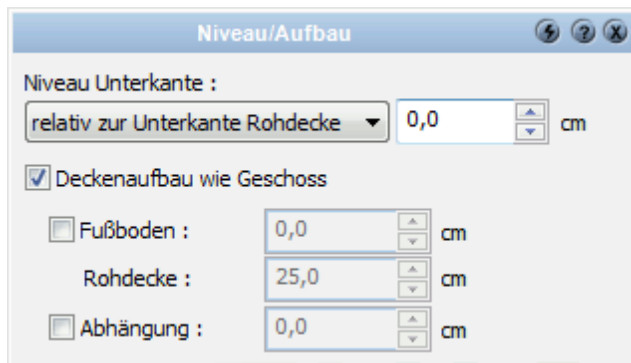 Niveau/Aufbau
Niveau Unterkante :
relativ zur Unterkante Rohdecke 0,0 cm
Deckenaufbau wie Geschoss
Fußboden : 0,0 cm
Rohdecke : 25,0 cm
Abhängung : 0,0 cm